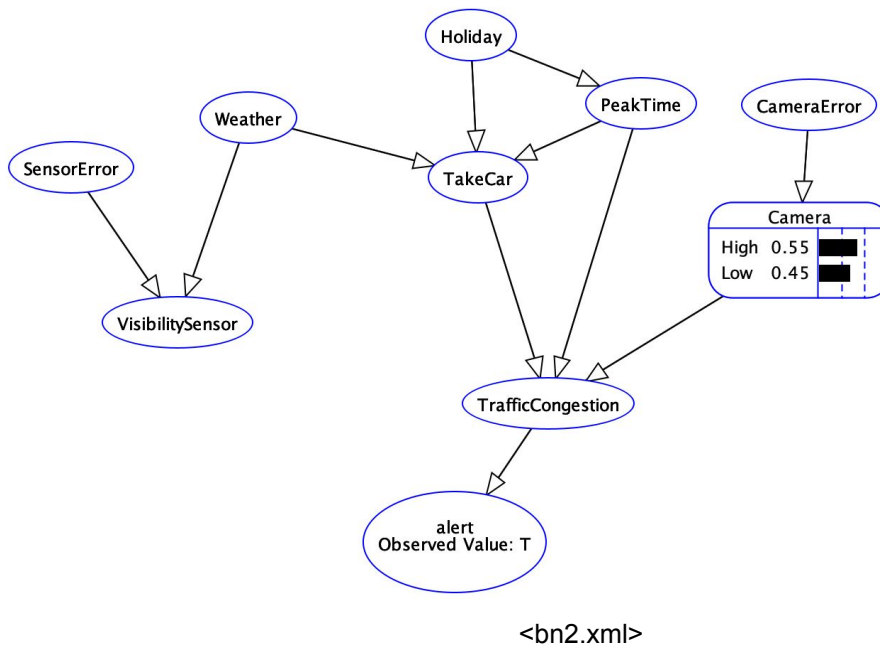 Holiday
PeakTime
CameraError
Weather
SensorError
TakeCar
Camera
High 0.55
Low 0.45
VisibilitySensor
TrafficCongestion
alert
Observed Value: T
<bn2.xml>